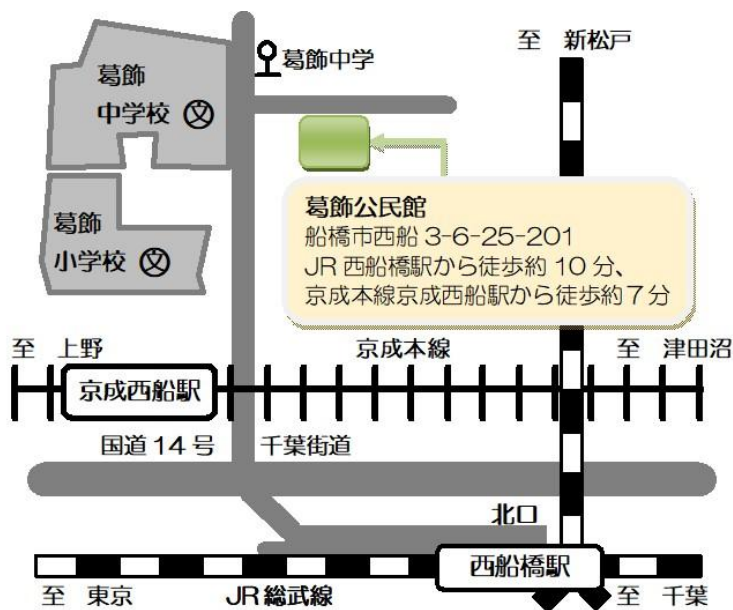 葛飾中学
至 新松戸
葛飾
中学校 文
葛飾
小学校 文
葛飾公民館
船橋市西船 3-6-25-201
JR 西船橋駅から徒歩約 10 分、
京成本線京成西船駅から徒歩約7分
至 上野
京成本線
至 津田沼
京成西船駅
国道 14 号
千葉街道
北口
西船橋駅
至 東京
JR 総武線
至 千葉